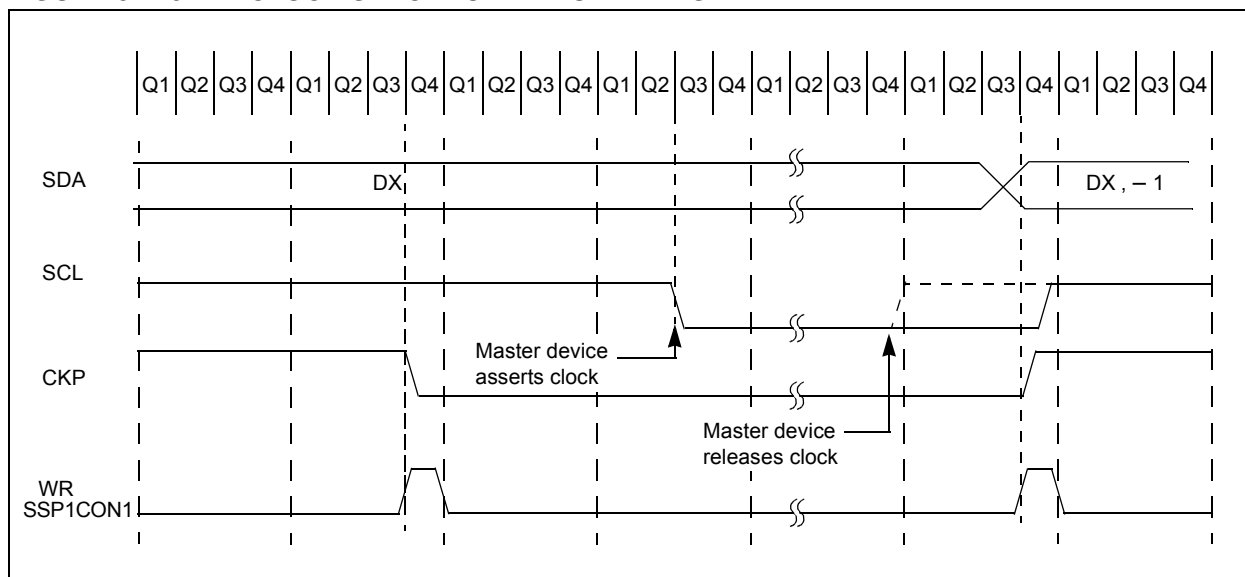 Q1 Q2 Q3 Q4 Q1 Q2 Q3 Q4 Q1 Q2 Q3 Q4 Q1 Q2 Q3 Q4 Q1 Q2 Q3 Q4 Q1 Q2 Q3 Q4 Q1 Q2 Q3 Q4
SDA
DX
DX , – 1
SCL
Master device
asserts clock
CKP
Master device
releases clock
WR
SSP1CON1